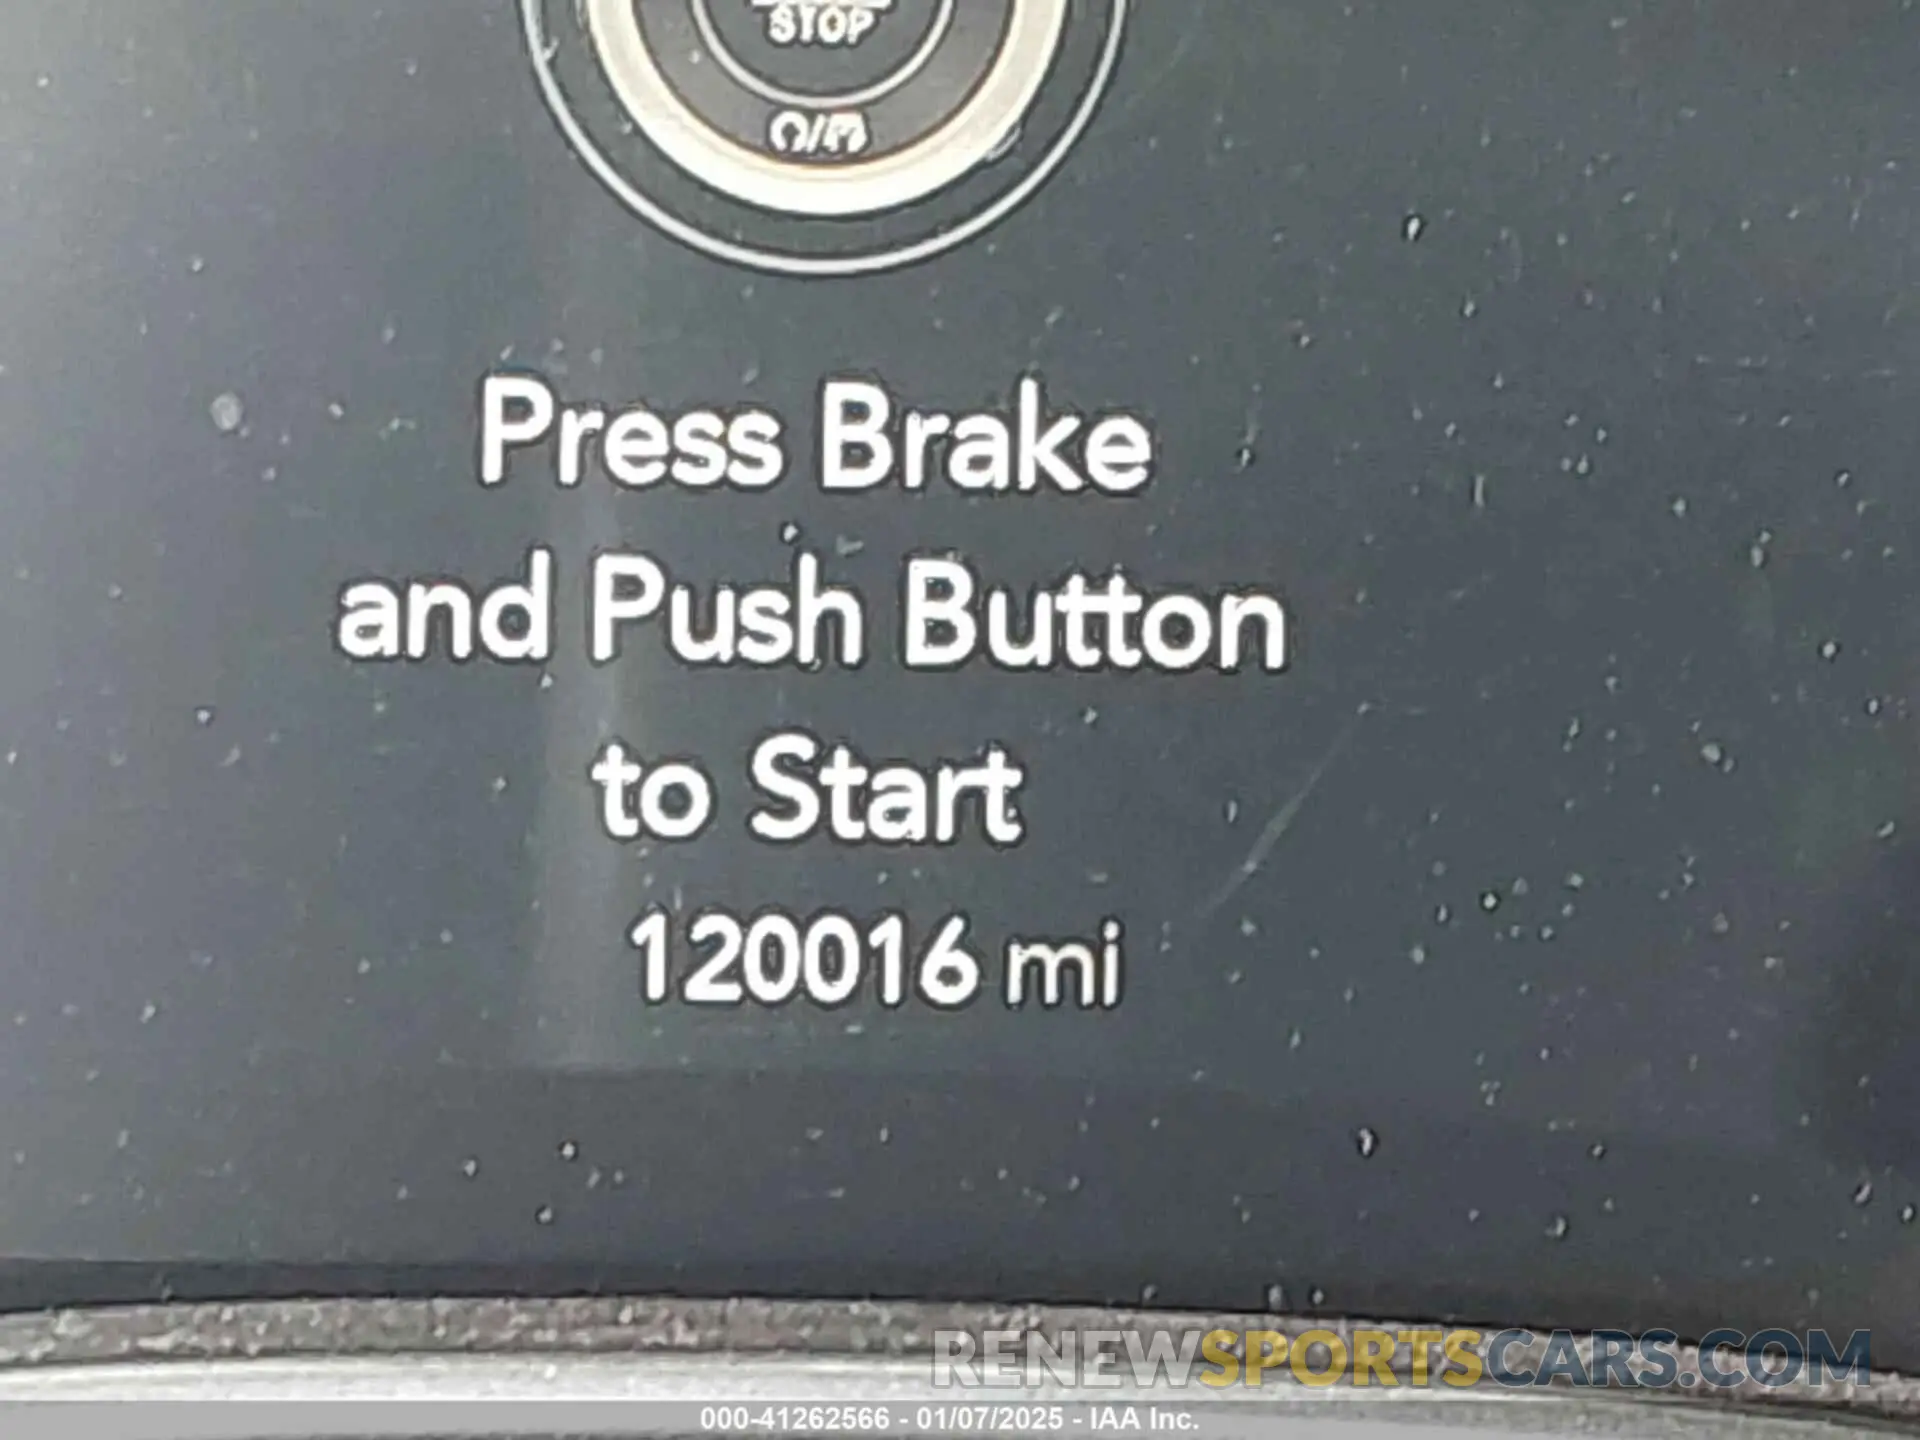 STOP
Press Brake
and Push Button
to Start
120016 mi
RENEWSPORTSCARS.COM
000-41262566 - 01/07/2025 - IAA Inc.